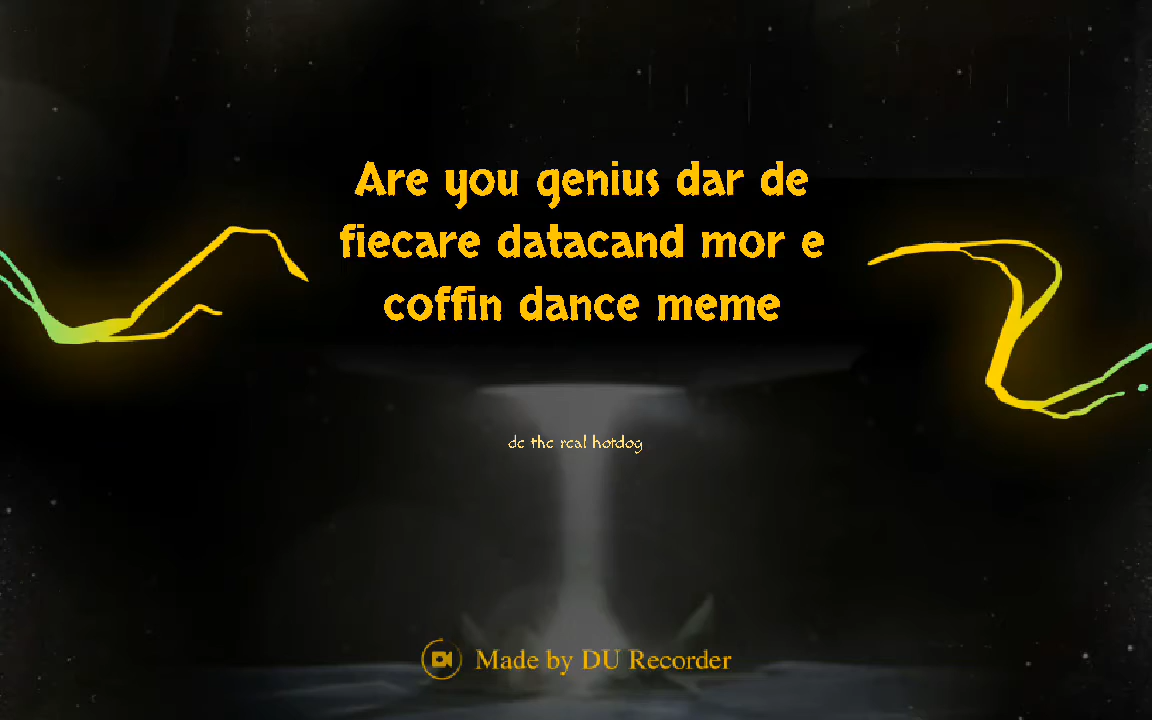 Are you genius dar de
fiecare datacand mor e
coffin dance meme
de the real hotdog
Made by DU Recorder